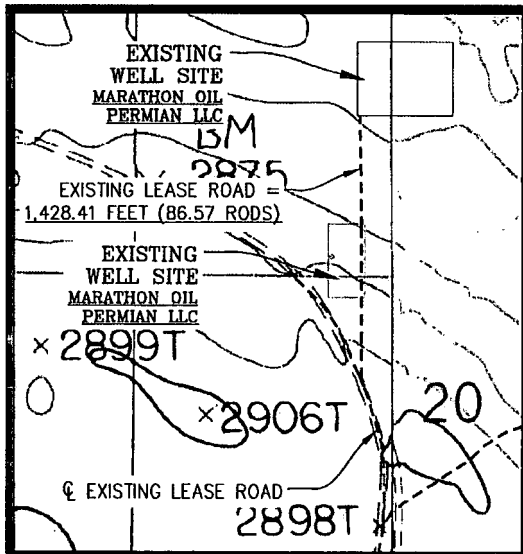 EXISTING
WELL SITE
MARATHON OIL
PERMIAN LLC
BM
2875
EXISTING LEASE ROAD =
1,428.41 FEET (86.57 RODS)
EXISTING
WELL SITE
MARATHON OIL
PERMIAN LLC
× 2899T
×2906T
20
℄ EXISTING LEASE ROAD
2898T